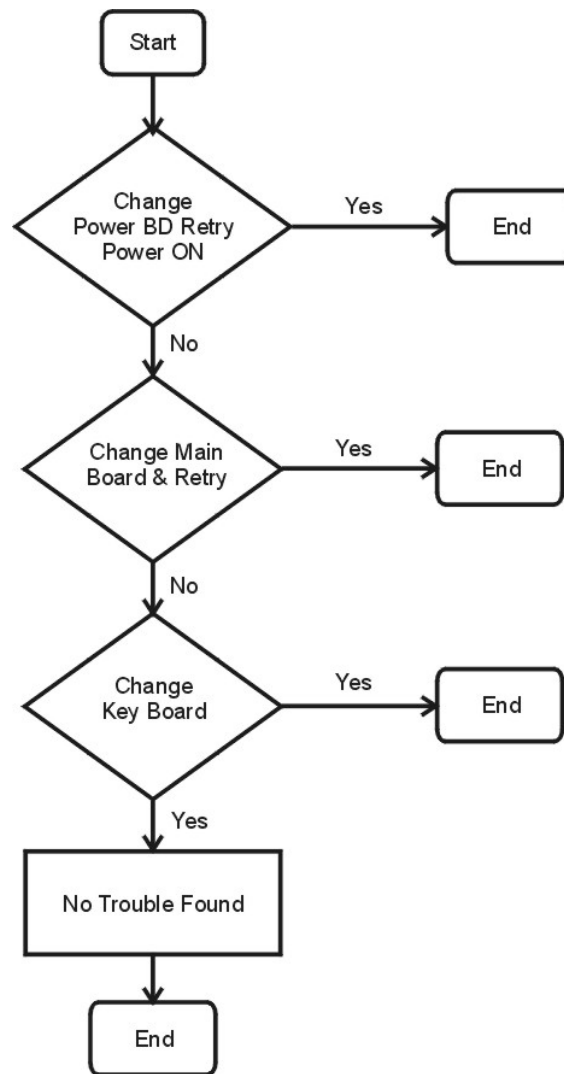 Start
Change
Power BD Retry
Power ON
Yes
End
No
Change Main
Board & Retry
Yes
End
No
Change
Key Board
Yes
End
Yes
No Trouble Found
End